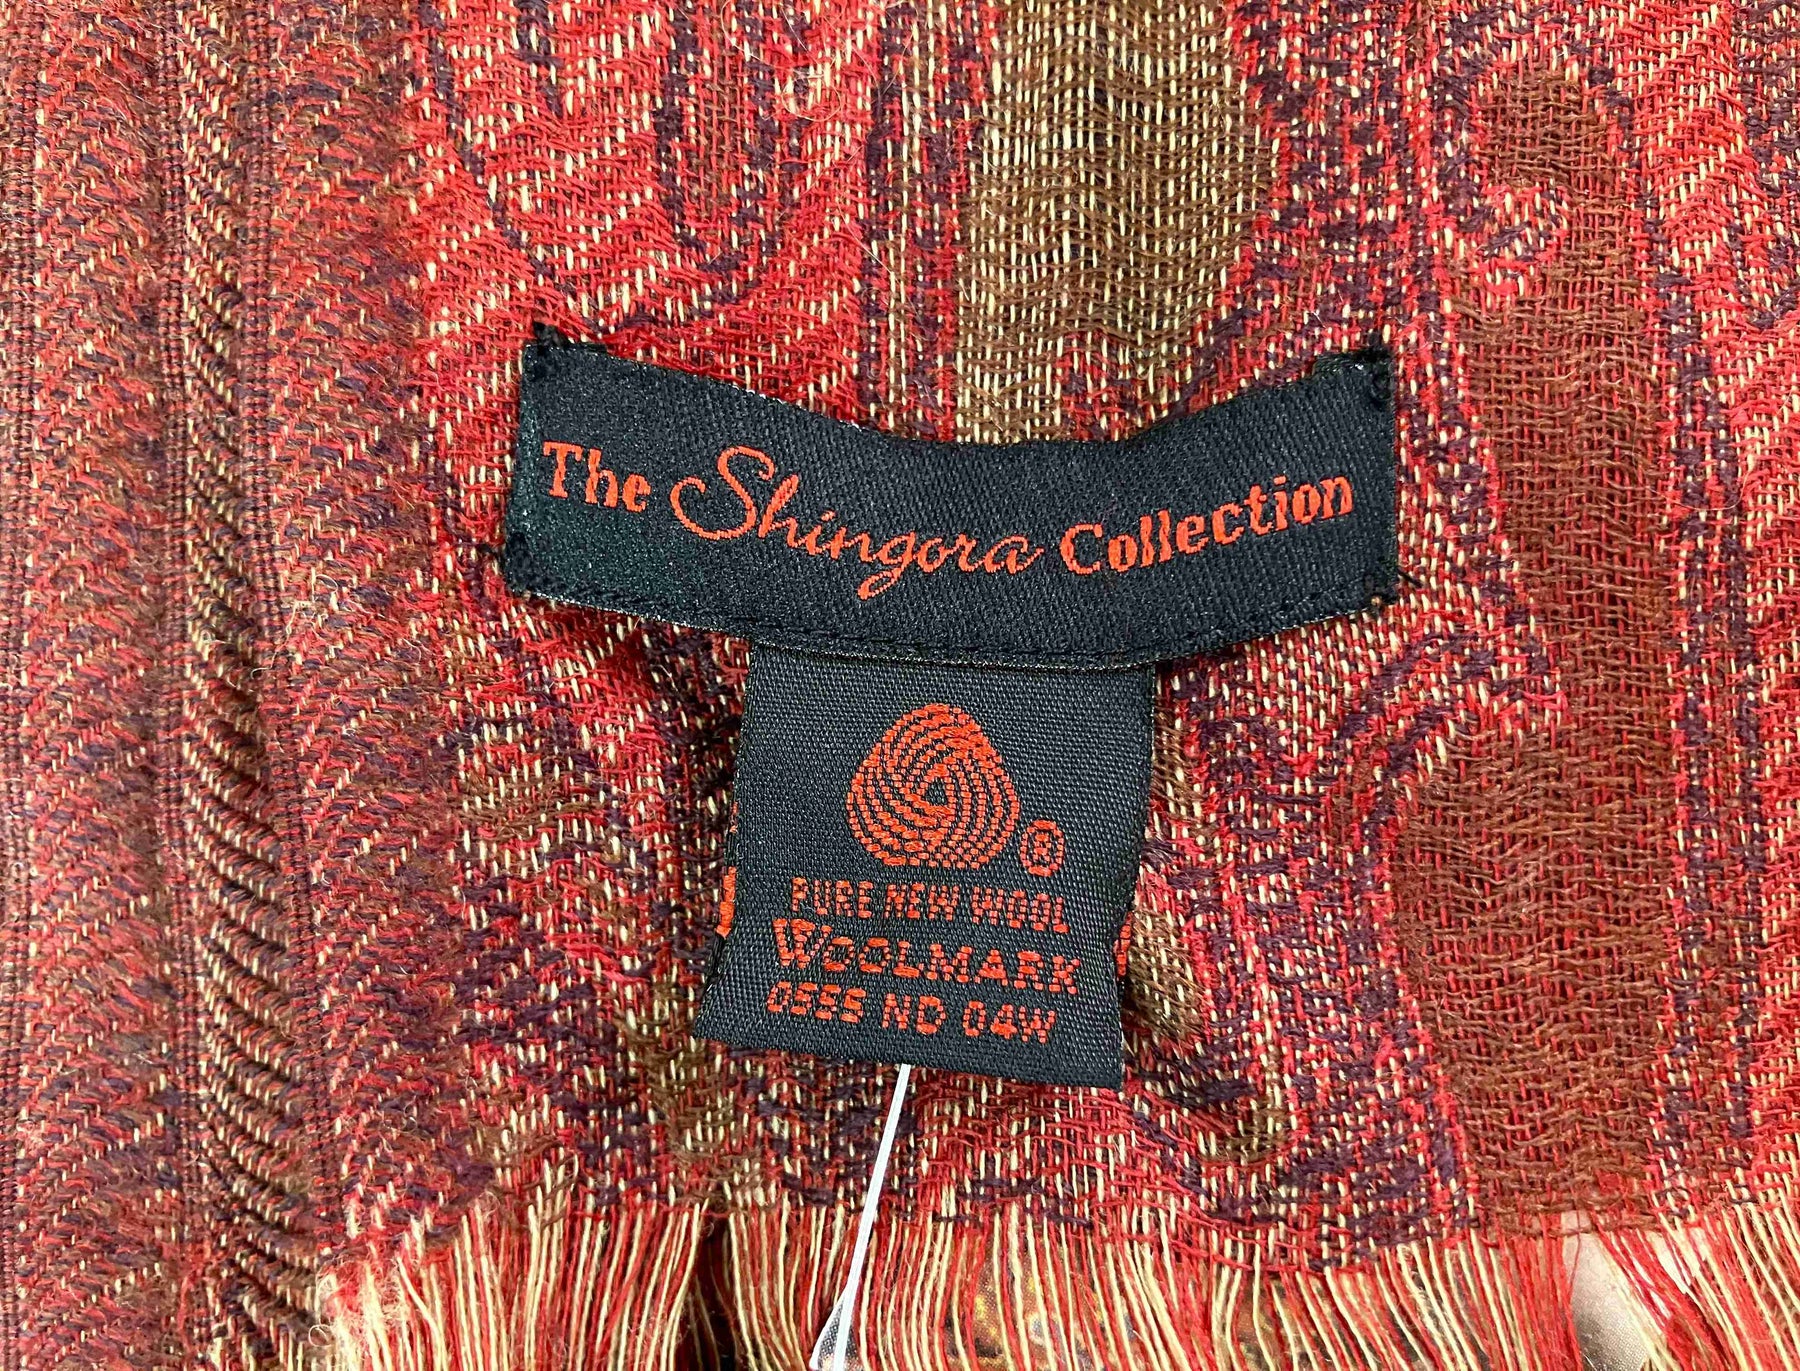 The Shingora Collection
®
PURE NEW WOOL
WOOLMARK
0555 ND 04W